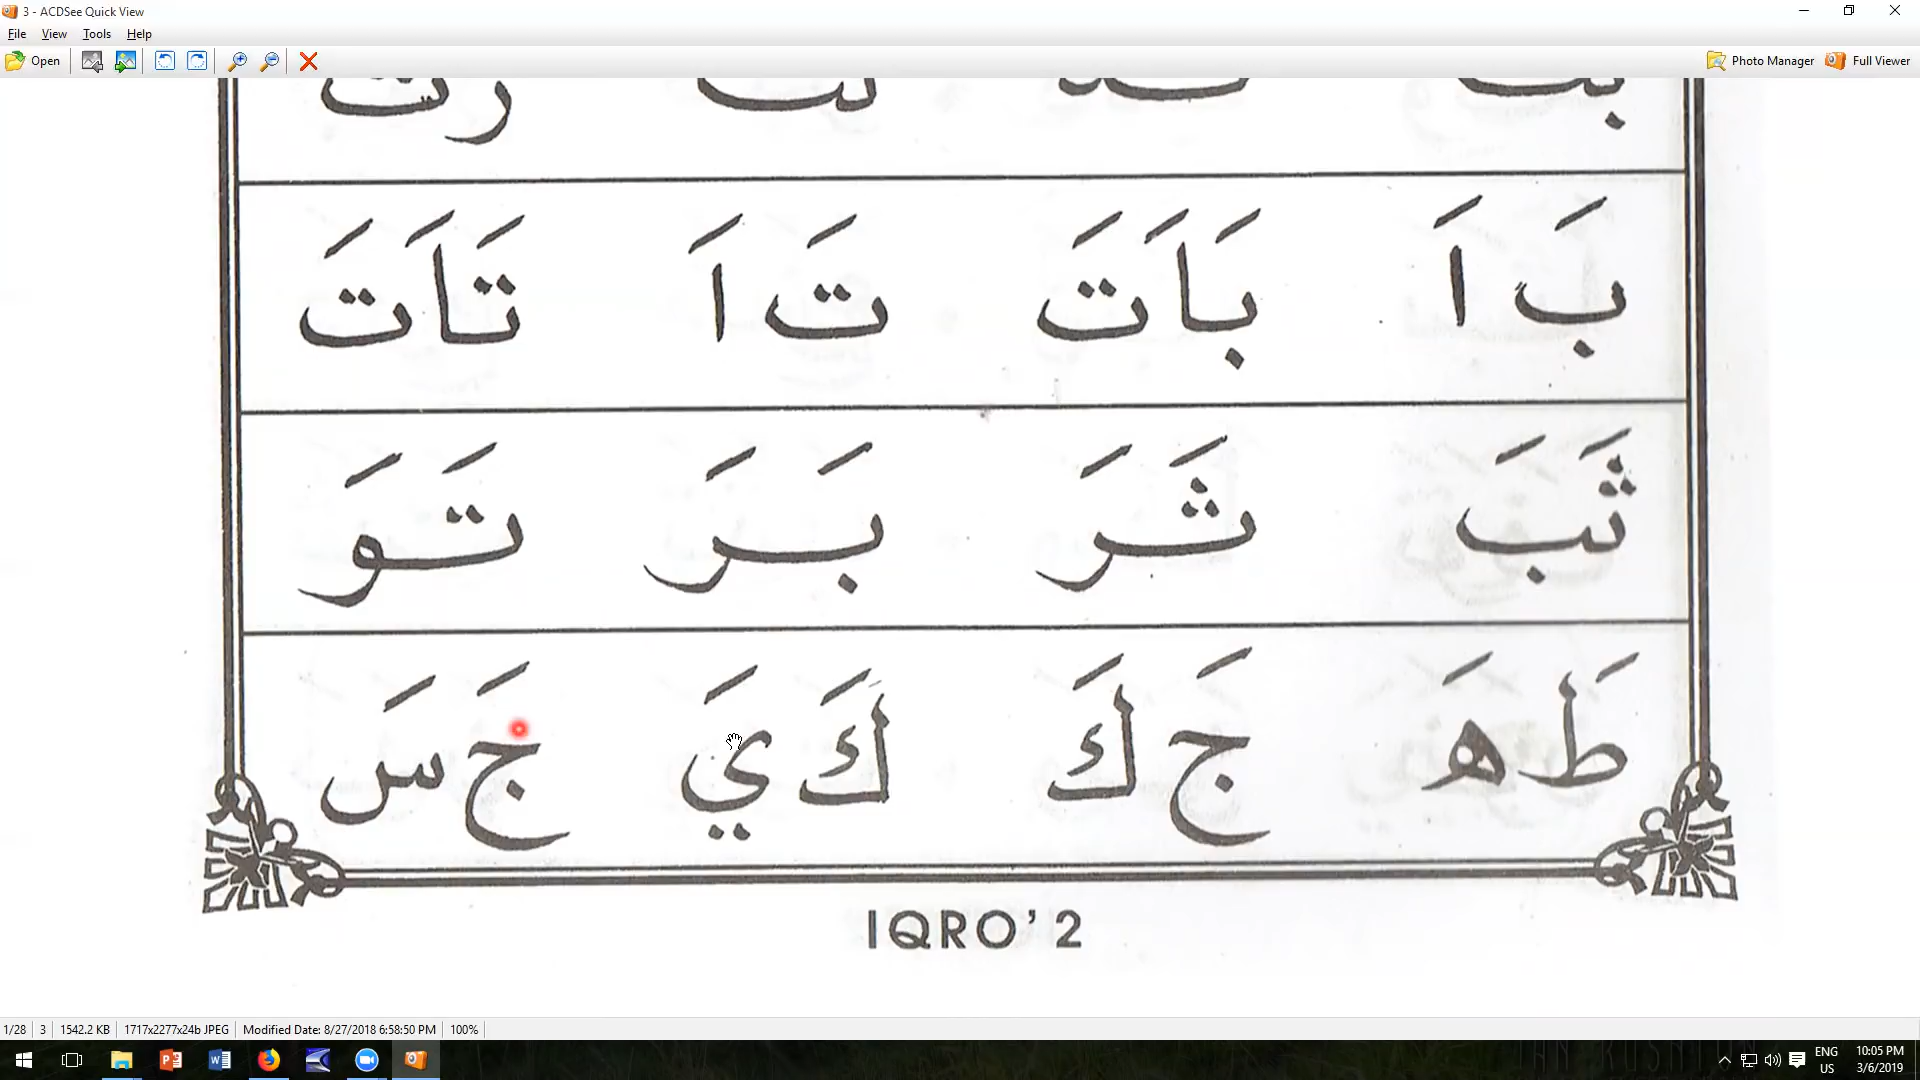 3 - ACDSee Quick View
File View Tools Help
Open Photo Manager Full Viewer
بَ اَ بَاَتَ تَ اَ تَاَتَ
ثَبَ ثَرَ بَرَ تَوَ
طَ هَ جَ كَ كَ يَ جَ سَ
IQRO’ 2
1/28 3 1542.2 KB 1717x2277x24b JPEG Modified Date: 8/27/2018 6:58:50 PM 100%
ENG 10:05 PM
US 3/6/2019